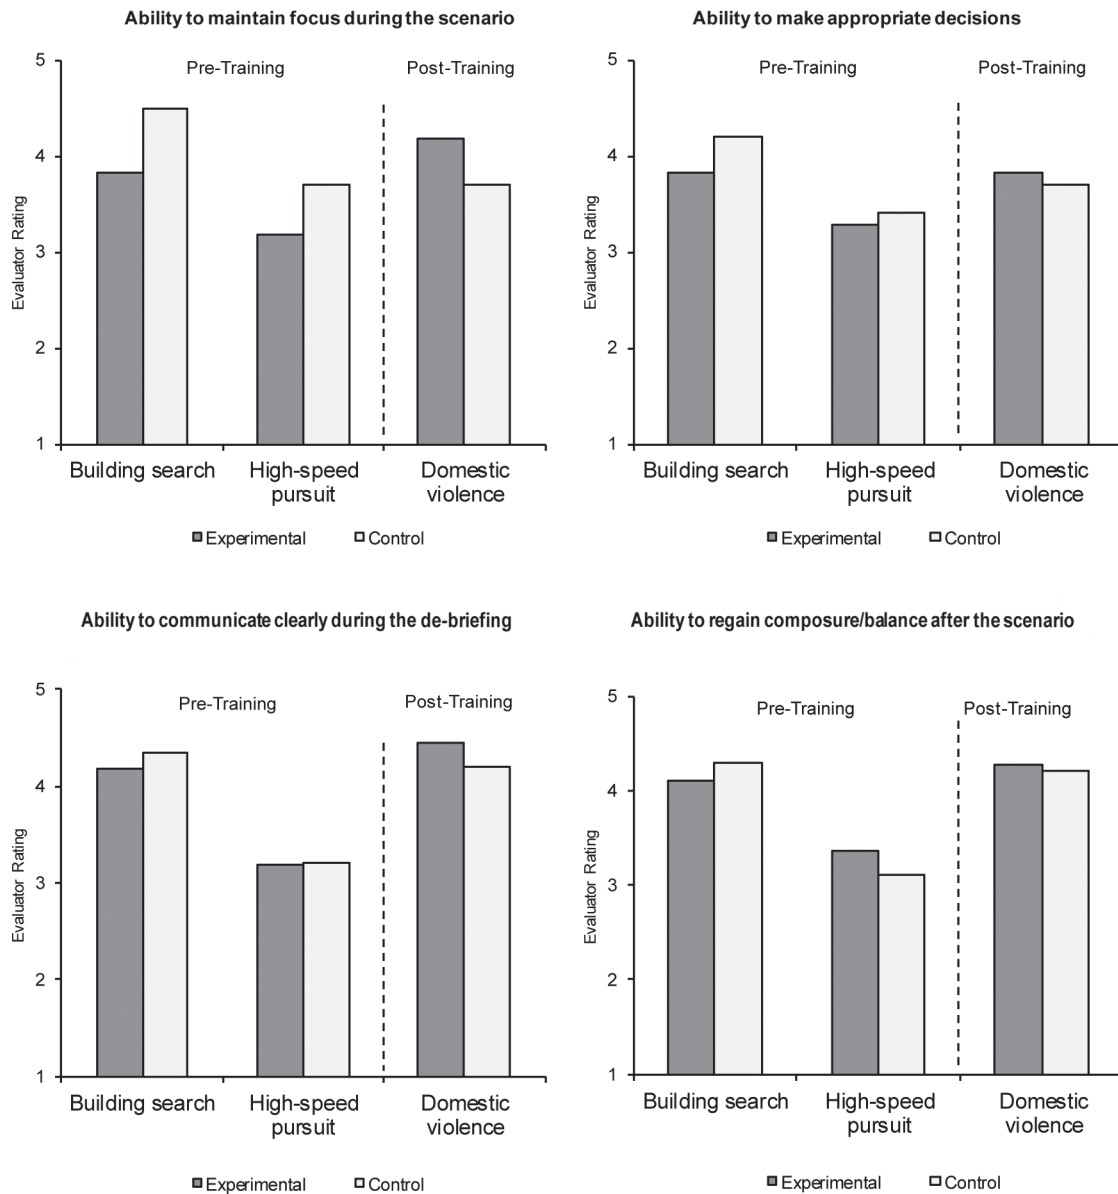 Ability to maintain focus during the scenario
Pre-Training Post-Training
5
4
3
2
1
Evaluator Rating
Building search High-speed pursuit Domestic violence
Experimental Control
Ability to make appropriate decisions
Pre-Training Post-Training
5
4
3
2
1
Evaluator Rating
Building search High-speed pursuit Domestic violence
Experimental Control
Ability to communicate clearly during the de-briefing
Pre-Training Post-Training
5
4
3
2
1
Evaluator Rating
Building search High-speed pursuit Domestic violence
Experimental Control
Ability to regain composure/balance after the scenario
Pre-Training Post-Training
5
4
3
2
1
Evaluator Rating
Building search High-speed pursuit Domestic violence
Experimental Control